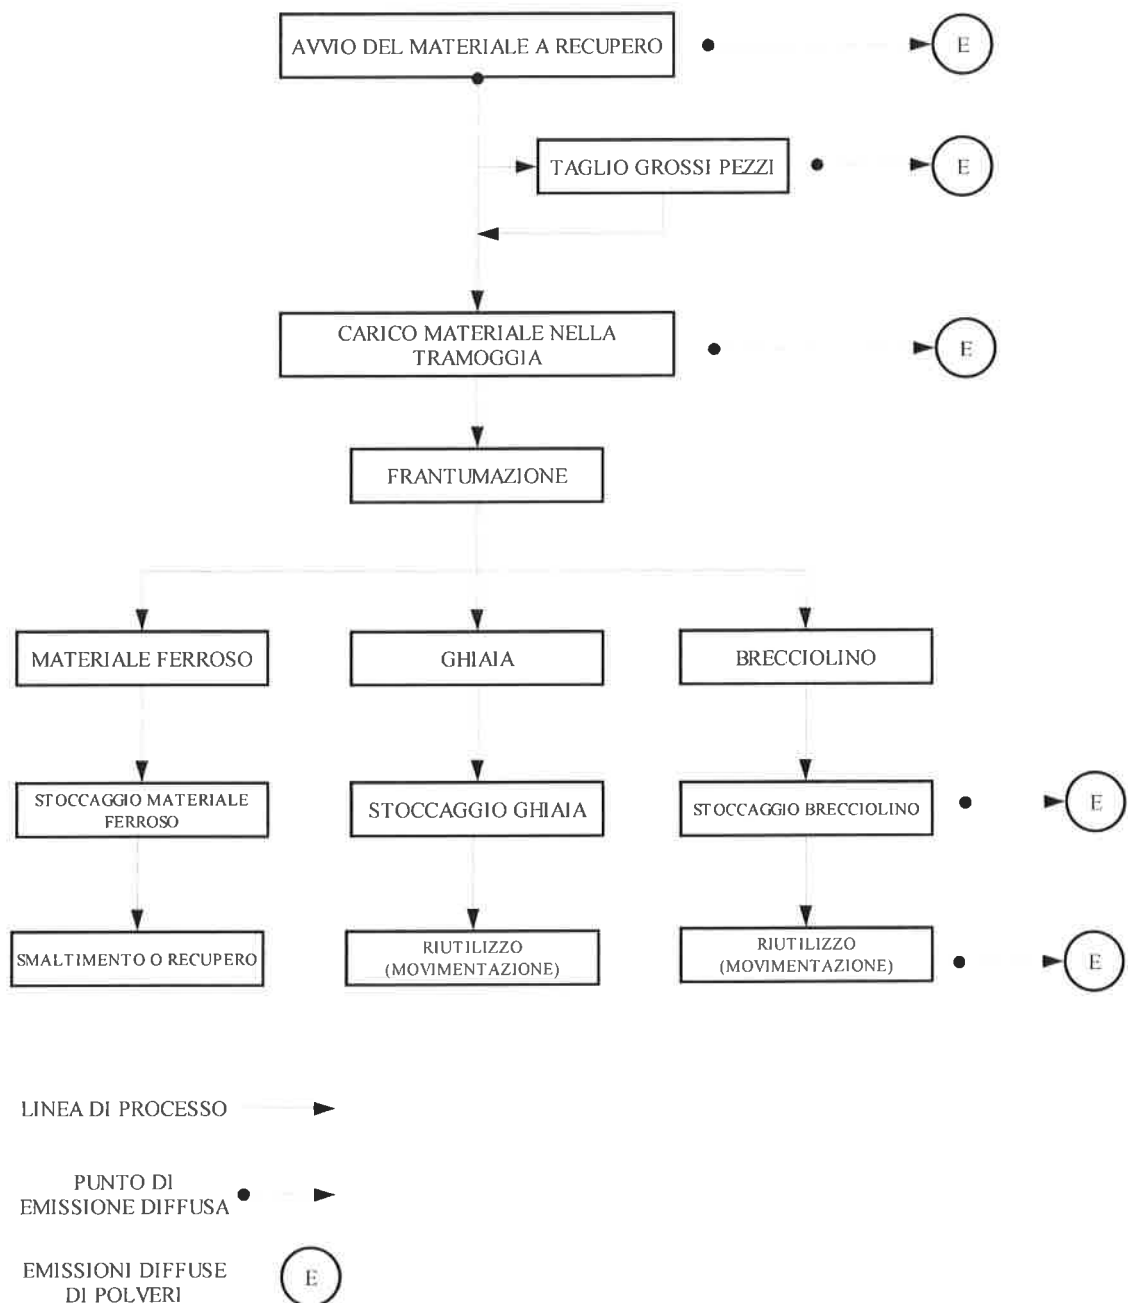 AVVIO DEL MATERIALE A RECUPERO
E
TAGLIO GROSSI PEZZI
E
CARICO MATERIALE NELLA
TRAMOGGIA
E
FRANTUMAZIONE
MATERIALE FERROSO
GHIAIA
BRECCIOLINO
STOCCAGGIO MATERIALE
FERROSO
STOCCAGGIO GHIAIA
STOCCAGGIO BRECCIOLINO
E
SMALTIMENTO O RECUPERO
RIUTILIZZO
(MOVIMENTAZIONE)
RIUTILIZZO
(MOVIMENTAZIONE)
E
LINEA DI PROCESSO
PUNTO DI
EMISSIONE DIFFUSA
EMISSIONI DIFFUSE
DI POLVERI
E